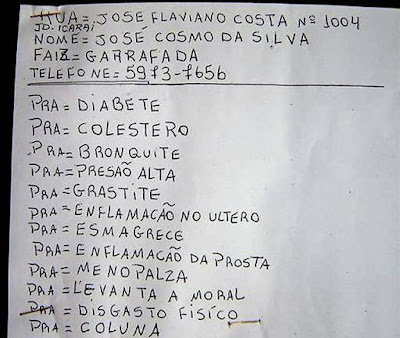 RUA = JOSE FLAVIANO COSTA Nº 1004
JD. ICARAI
NOME = JOSÉ COSMO DA SILVA
FAIZ = GARRAFADA
TELEFONE = 5973-7656
PRA = DIABETE
PRA = COLESTERO
PRA = BRONQUITE
PRA = PRESÃO ALTA
PRA = GRASTITE
PRA = ENFLAMACÃO NO ULTERO
PRA = ESMAGRECE
PRA = ENFLAMACÃO DA PROSTA
PRA = MENOPALZA
PRA = LEVANTA A MORAL
PRA = DISGASTO FISÍCO
PRA = COLUNA